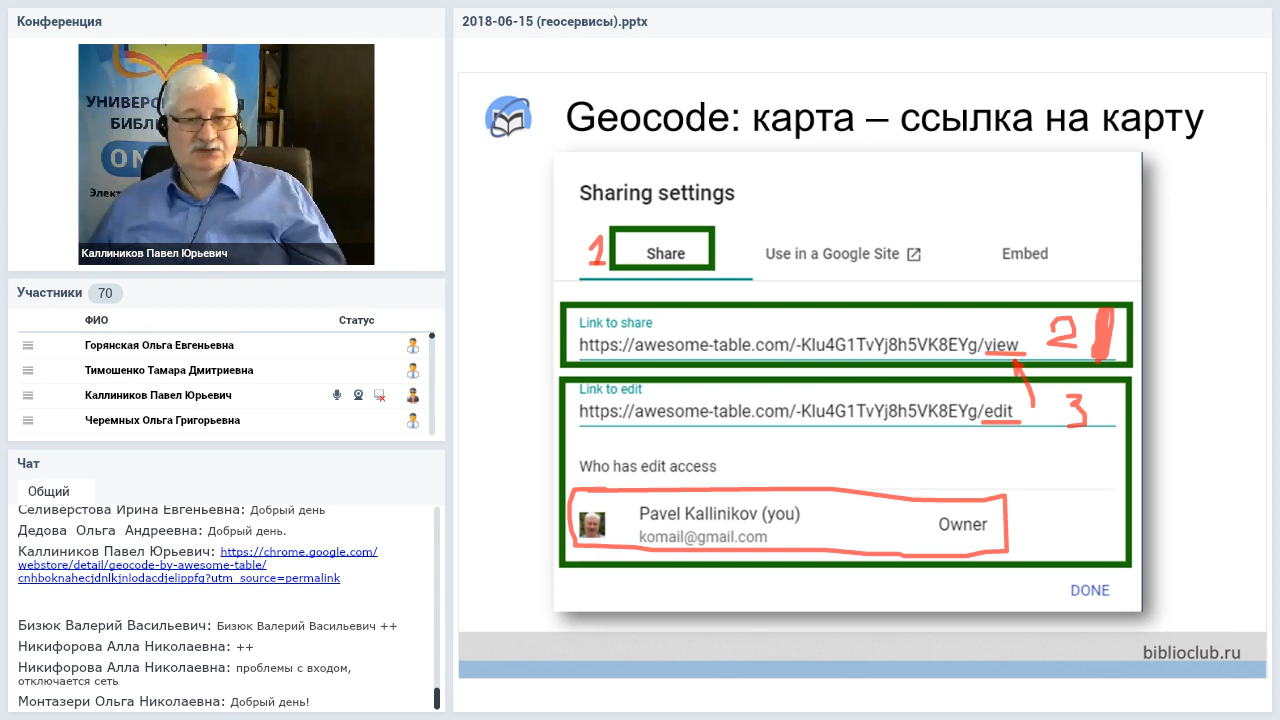 Конференция
УНИВЕРС
БИБЛ
ON
Элект
Каллиников Павел Юрьевич
Участники 70
ФИО Статус
Горянская Ольга Евгеньевна
Тимошенко Тамара Дмитриевна
Каллиников Павел Юрьевич
Черемных Ольга Григорьевна
Чат
Общий
Селиверстова Ирина Евгеньевна: Добрый день
Дедова Ольга Андреевна: Добрый день.
Каллиников Павел Юрьевич: https://chrome.google.com/
webstore/detail/geocode-by-awesome-table/
cnhboknahecjdnlkjnlodacdjelippfg?utm_source=permalink
Бизюк Валерий Васильевич: Бизюк Валерий Васильевич ++
Никифорова Алла Николаевна: ++
Никифорова Алла Николаевна: проблемы с входом,
отключается сеть
Монтазери Ольга Николаевна: Добрый день!
2018-06-15 (геосервисы).pptx
Geocode: карта – ссылка на карту
Sharing settings
1 Share Use in a Google Site Embed
Link to share
https://awesome-table.com/-Klu4G1TvYj8h5VK8EYg/view 2
Link to edit
https://awesome-table.com/-Klu4G1TvYj8h5VK8EYg/edit 3
Who has edit access
Pavel Kallinikov (you) Owner
komail@gmail.com
DONE
biblioclub.ru